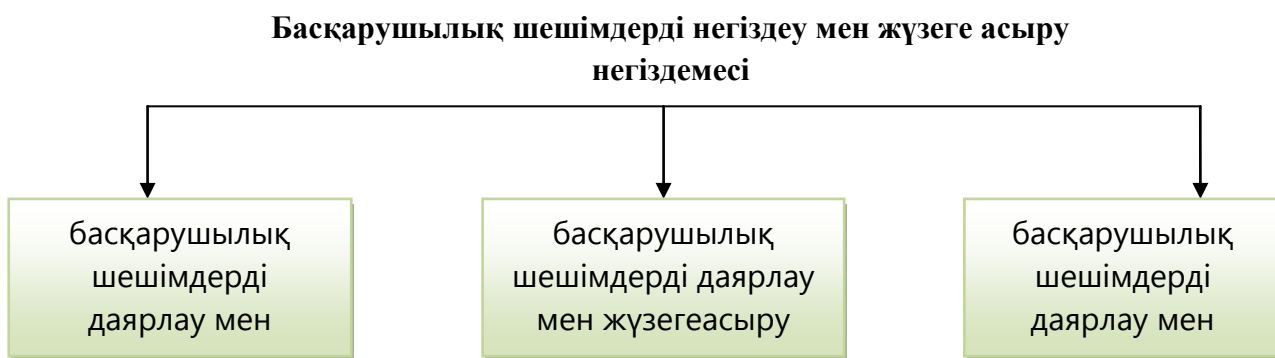 Басқарушылық шешімдерді негіздеу мен жүзеге асыру
негіздемесі
басқарушылық
шешімдерді
даярлау мен
басқарушылық
шешімдерді даярлау
мен жүзегеасыру
басқарушылық
шешімдерді
даярлау мен